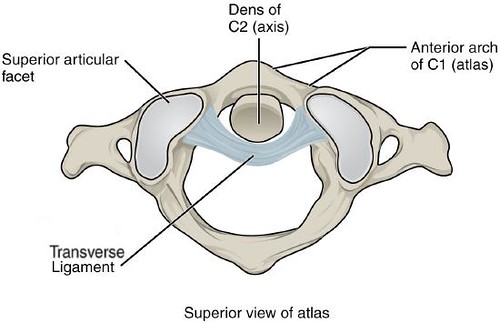 Dens of
C2 (axis)
Superior articular
facet
Anterior arch
of C1 (atlas)
Transverse
Ligament
Superior view of atlas